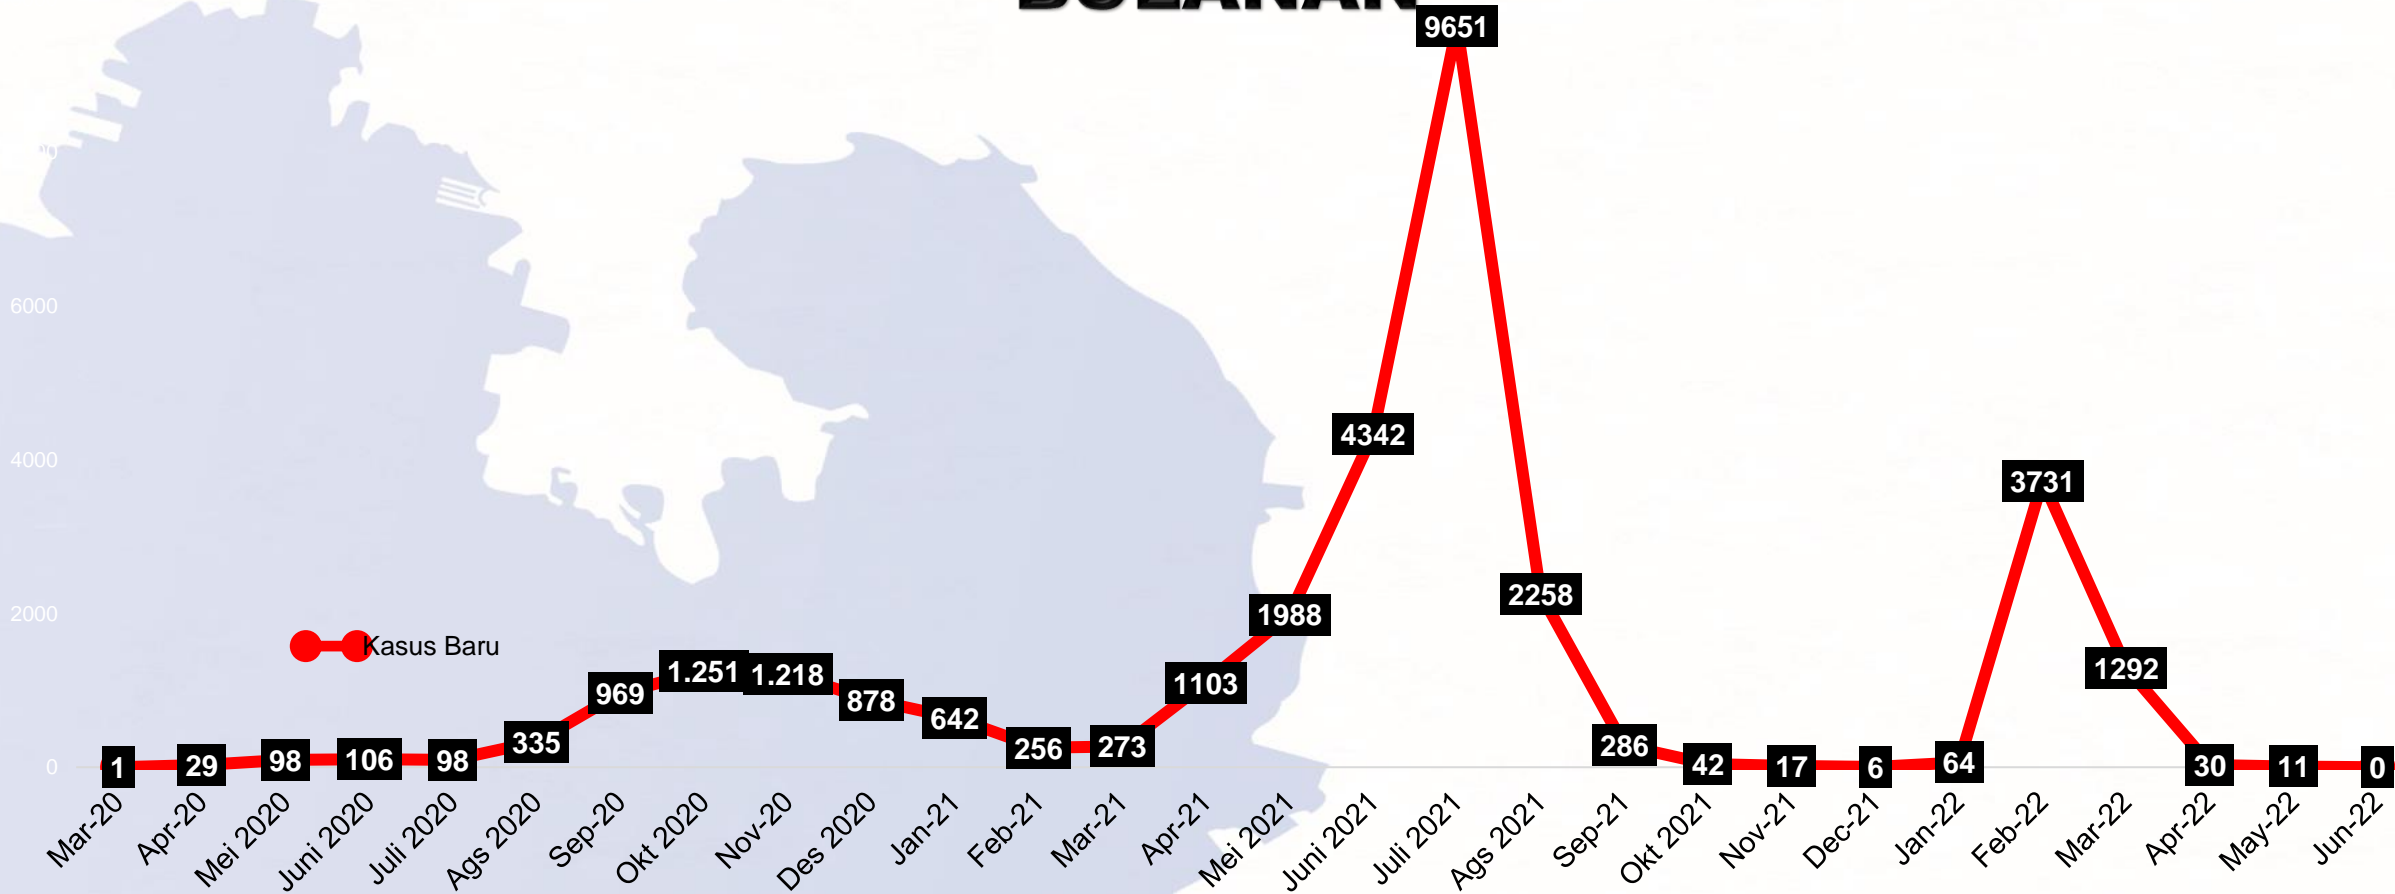 9651
6000
4000
2000
0
Kasus Baru
1 29 98 106 98 335 969 1.251 1.218 878 642 256 273 1103 1988 4342 2258 286 42 17 6 64 3731 1292 30 11 0
Mar-20 Apr-20 Mei 2020 Juni 2020 Juli 2020 Ags 2020 Sep-20 Okt 2020 Nov-20 Des 2020 Jan-21 Feb-21 Mar-21 Apr-21 Mei 2021 Juni 2021 Juli 2021 Ags 2021 Sep-21 Okt 2021 Nov-21 Dec-21 Jan-22 Feb-22 Mar-22 Apr-22 May-22 Jun-22